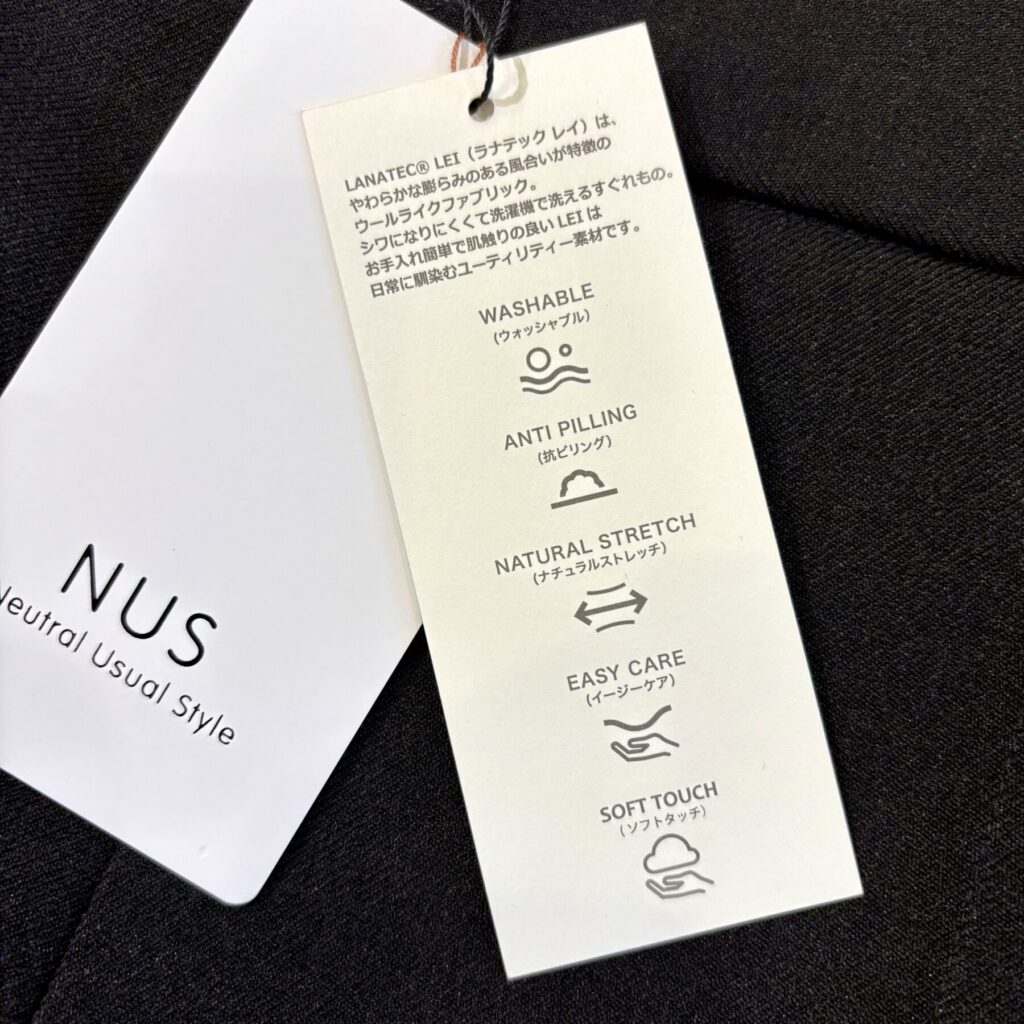 LANATEC® LEI（ラナテック レイ）は、
やわらかな膨らみのある風合いが特徴の
ウールライクファブリック。
シワになりにくくて洗濯機で洗えるすぐれもの。
お手入れ簡単で肌触りの良い LEI は
日常に馴染むユーティリティー素材です。
WASHABLE
(ウォッシャブル)
ANTI PILLING
(抗ピリング)
NATURAL STRETCH
(ナチュラルストレッチ)
EASY CARE
(イージーケア)
SOFT TOUCH
(ソフトタッチ)
NUS
Neutral Usual Style